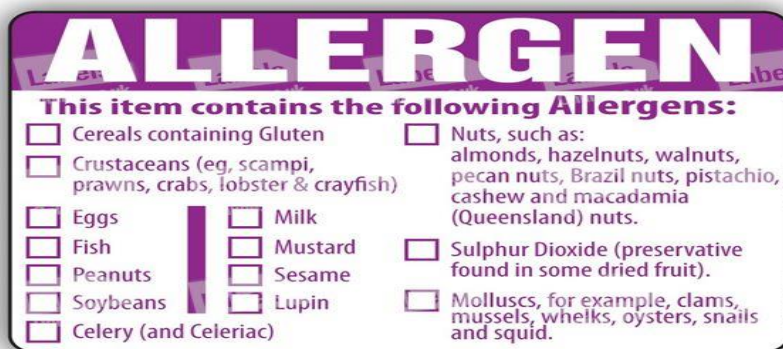 ALLERGEN
This item contains the following Allergens:
Cereals containing Gluten
Crustaceans (eg, scampi,
prawns, crabs, lobster & crayfish)
Eggs
Fish
Peanuts
Soybeans
Celery (and Celeriac)
Milk
Mustard
Sesame
Lupin
Nuts, such as:
almonds, hazelnuts, walnuts,
pecan nuts, Brazil nuts, pistachio,
cashew and macadamia
(Queensland) nuts.
Sulphur Dioxide (preservative
found in some dried fruit).
Molluscs, for example, clams,
mussels, whelks, oysters, snails
and squid.